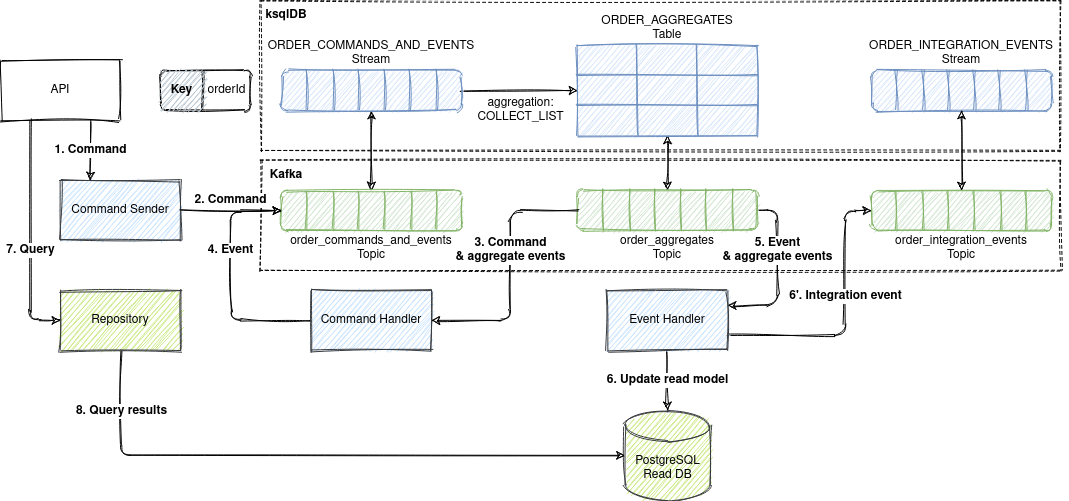 ksqlDB
ORDER_COMMANDS_AND_EVENTS
Stream
ORDER_AGGREGATES
Table
ORDER_INTEGRATION_EVENTS
Stream
API
Key
orderId
aggregation:
COLLECT_LIST
1. Command
Kafka
Command Sender
2. Command
order_commands_and_events
Topic
order_aggregates
Topic
order_integration_events
Topic
7. Query
4. Event
3. Command
& aggregate events
5. Event
& aggregate events
6'. Integration event
Repository
Command Handler
Event Handler
6. Update read model
8. Query results
PostgreSQL
Read DB